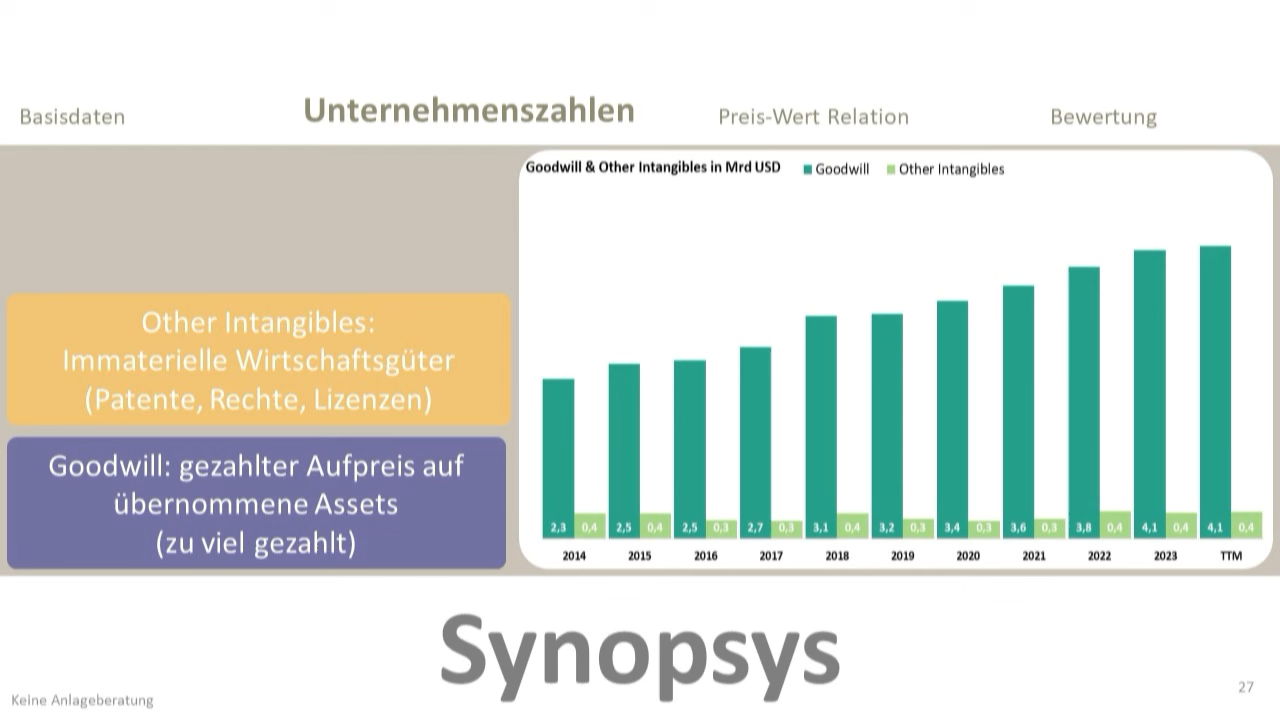 Basisdaten
Unternehmenszahlen
Preis-Wert Relation
Bewertung
Goodwill & Other Intangibles in Mrd USD
Goodwill
Other Intangibles
Other Intangibles:
Immaterielle Wirtschaftsgüter
(Patente, Rechte, Lizenzen)
Goodwill: gezahlter Aufpreis auf
übernommene Assets
(zu viel gezahlt)
2,3 0,4 2,5 0,4 2,5 0,3 2,7 0,3 3,1 0,4 3,2 0,3 3,4 0,3 3,6 0,3 3,8 0,4 4,1 0,4 4,1 0,4
2014 2015 2016 2017 2018 2019 2020 2021 2022 2023 TTM
Synopsys
Keine Anlageberatung
27